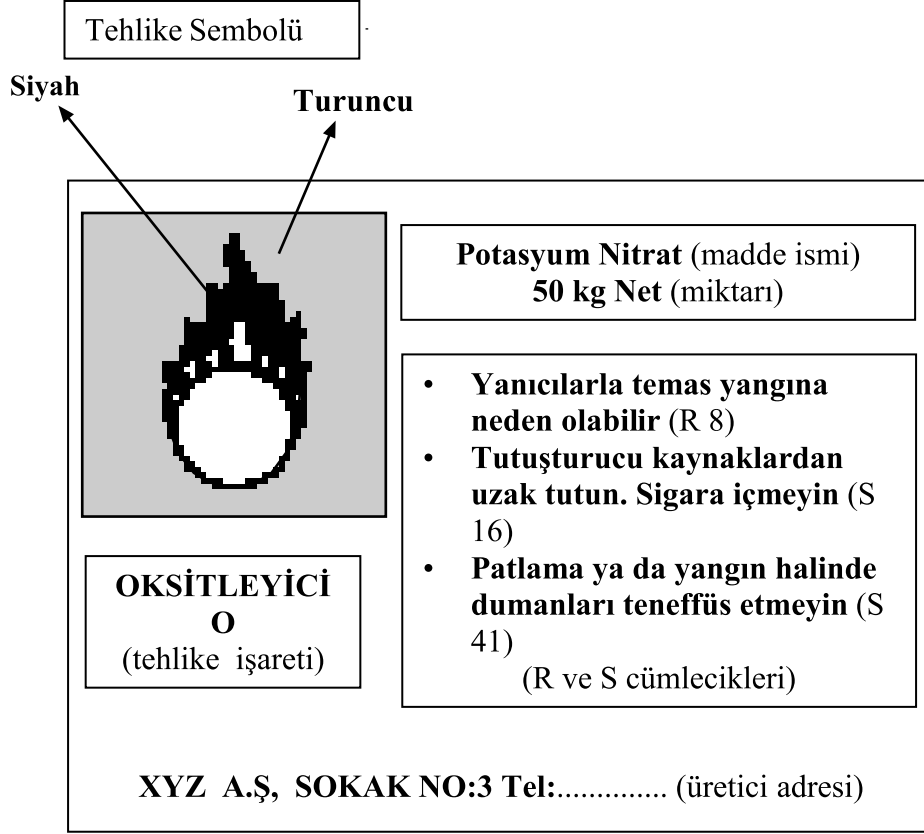 Tehlike Sembolü
Siyah
Turuncu
Potasyum Nitrat (madde ismi)
50 kg Net (miktarı)
• Yanıcılarla temas yangına
neden olabilir (R 8)
• Tutuşturucu kaynaklardan
uzak tutun. Sigara içmeyin (S
16)
• Patlama ya da yangın halinde
dumanları teneffüs etmeyin (S
41)
(R ve S cümlecikleri)
OKSİTLEYİCİ
O
(tehlike işareti)
XYZ A.Ş, SOKAK NO:3 Tel:.............. (üretici adresi)